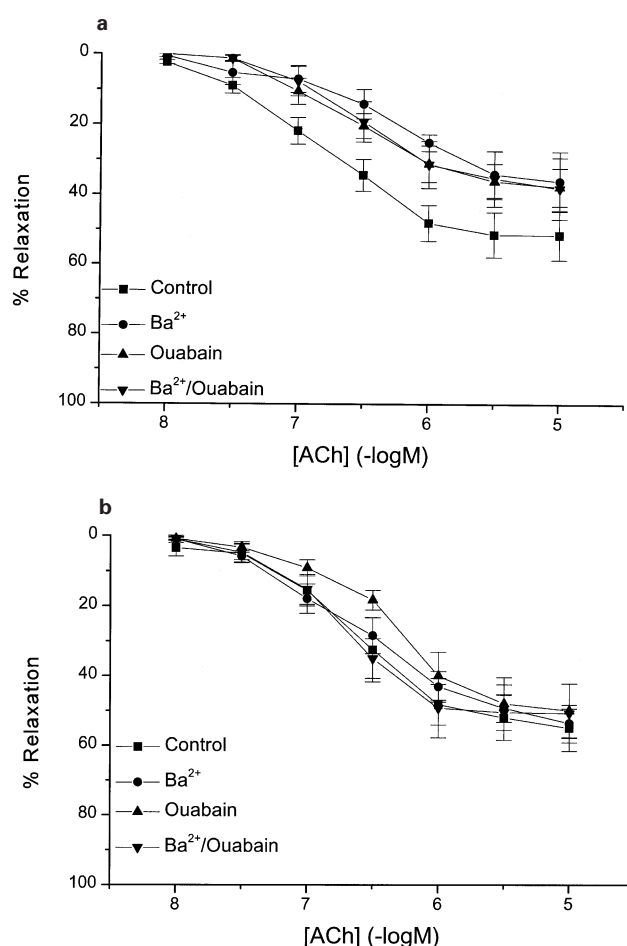 a
0
20
40
60
80
100
% Relaxation
Control
Ba²⁺
Ouabain
Ba²⁺/Ouabain
8 7 6 5
[ACh] (-logM)
b
0
20
40
60
80
100
% Relaxation
Control
Ba²⁺
Ouabain
Ba²⁺/Ouabain
8 7 6 5
[ACh] (-logM)